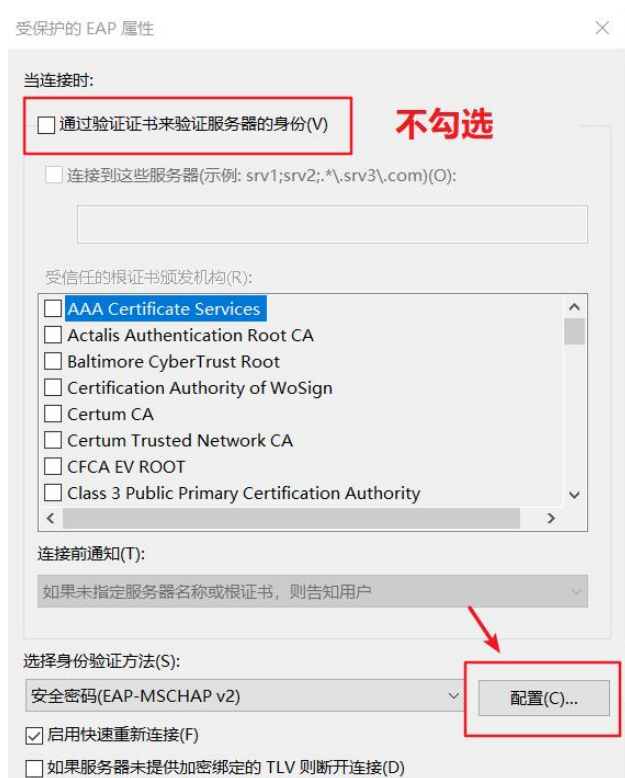 受保护的 EAP 属性
当连接时:
通过验证证书来验证服务器的身份(V)
不勾选
连接到这些服务器(示例: srv1;srv2;.*\.srv3\.com)(O):
受信任的根证书颁发机构(R):
AAA Certificate Services
Actalis Authentication Root CA
Baltimore CyberTrust Root
Certification Authority of WoSign
Certum CA
Certum Trusted Network CA
CFCA EV ROOT
Class 3 Public Primary Certification Authority
连接前通知(T):
如果未指定服务器名称或根证书，则告知用户
选择身份验证方法(S):
安全密码(EAP-MSCHAP v2)
配置(C)...
启用快速重新连接(F)
如果服务器未提供加密绑定的 TLV 则断开连接(D)